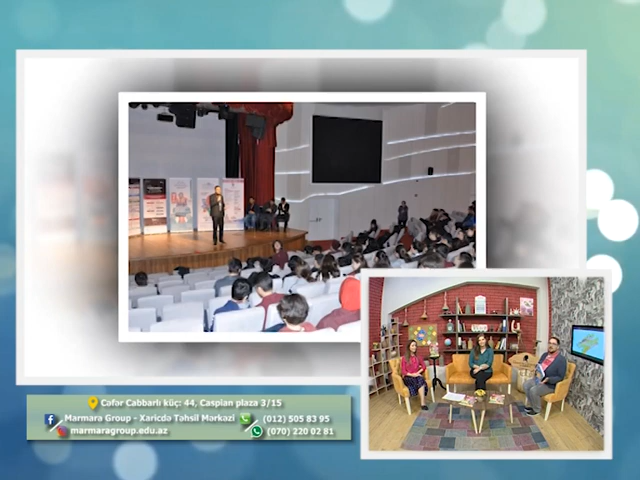 Cəfər Cabbarlı küç: 44, Caspian plaza 3/15
Marmara Group - Xaricdə Təhsil Mərkəzi
(012) 505 83 95
marmaragroup.edu.az
(070) 220 02 81